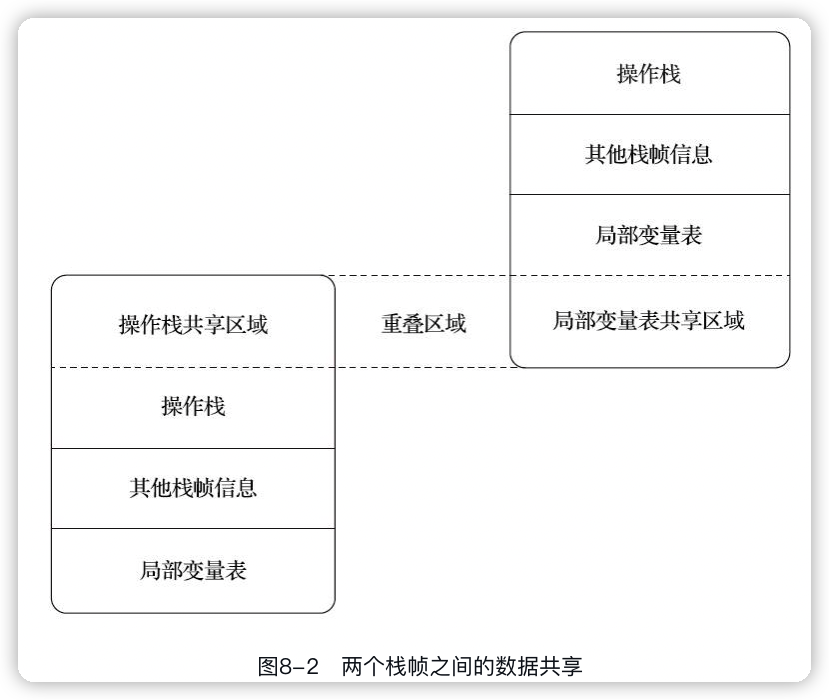 操作栈
其他栈帧信息
局部变量表
操作栈共享区域
重叠区域
局部变量表共享区域
操作栈
其他栈帧信息
局部变量表
图8-2 两个栈帧之间的数据共享